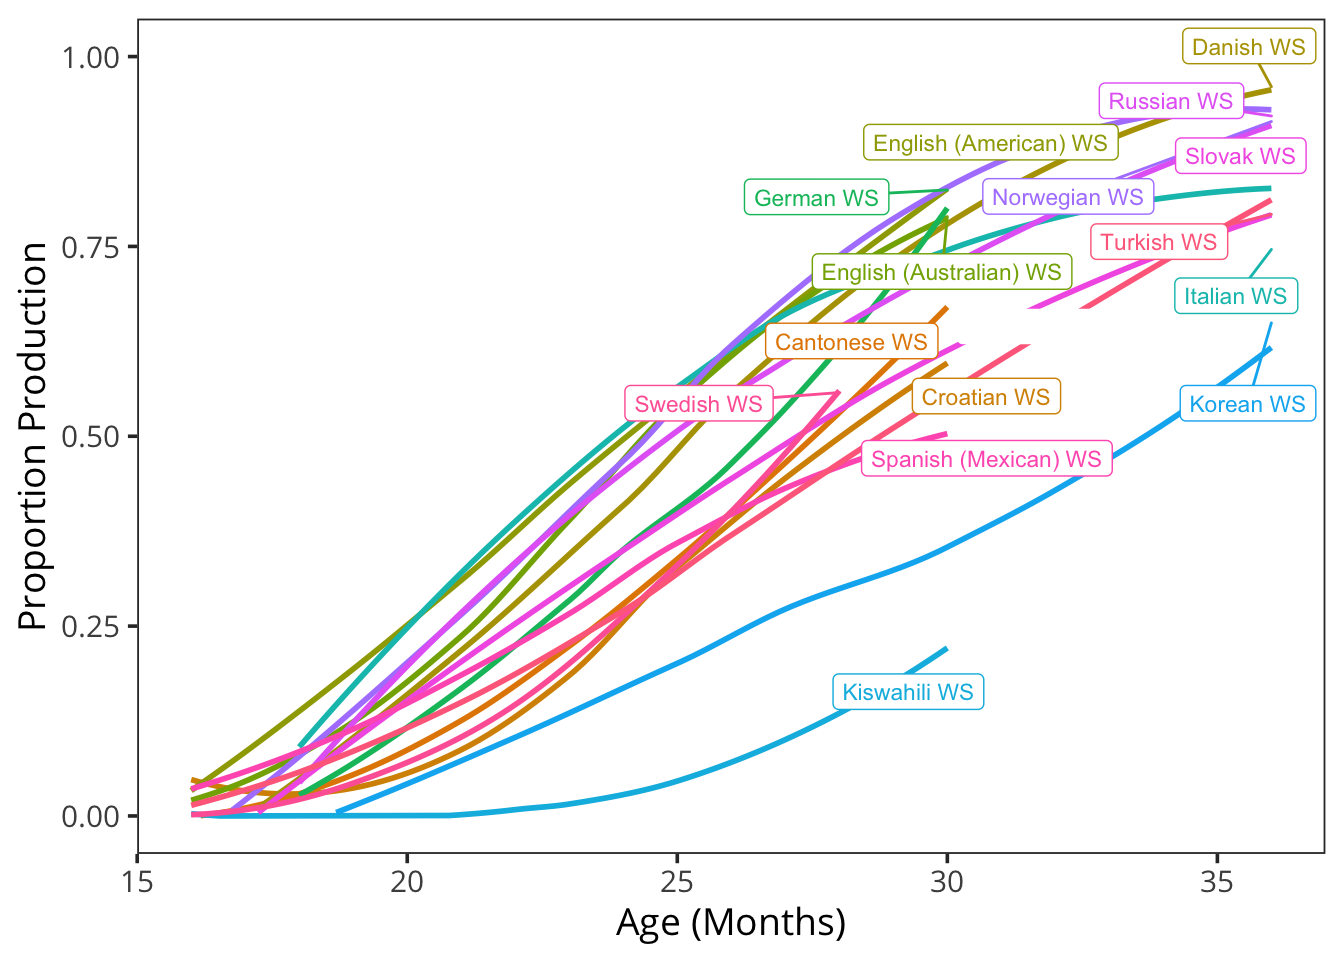 Danish WS
Russian WS
English (American) WS
Slovak WS
German WS
Norwegian WS
Turkish WS
English (Australian) WS
Italian WS
Cantonese WS
Croatian WS
Swedish WS
Korean WS
Spanish (Mexican) WS
Kiswahili WS
1.00
0.75
0.50
0.25
0.00
Proportion Production
15 20 25 30 35
Age (Months)